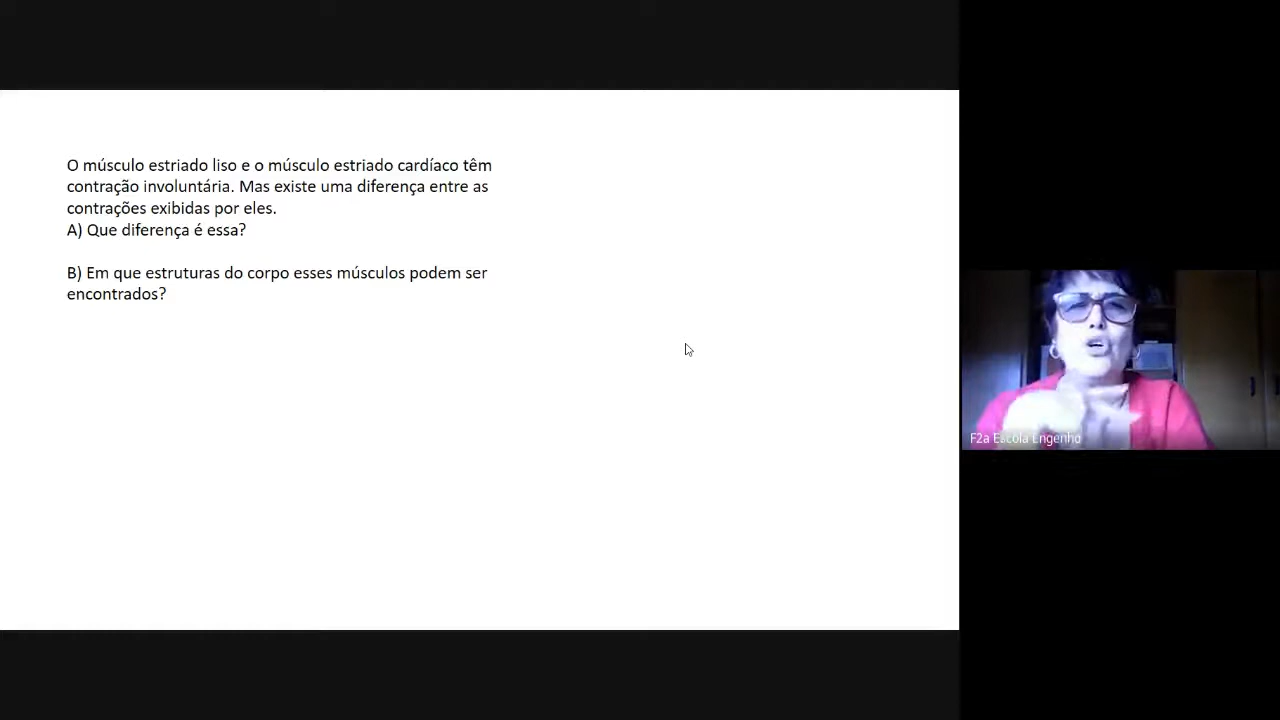 O músculo estriado liso e o músculo estriado cardíaco têm
contração involuntária. Mas existe uma diferença entre as
contrações exibidas por eles.
A) Que diferença é essa?
B) Em que estruturas do corpo esses músculos podem ser
encontrados?
F2a Escola Engenho